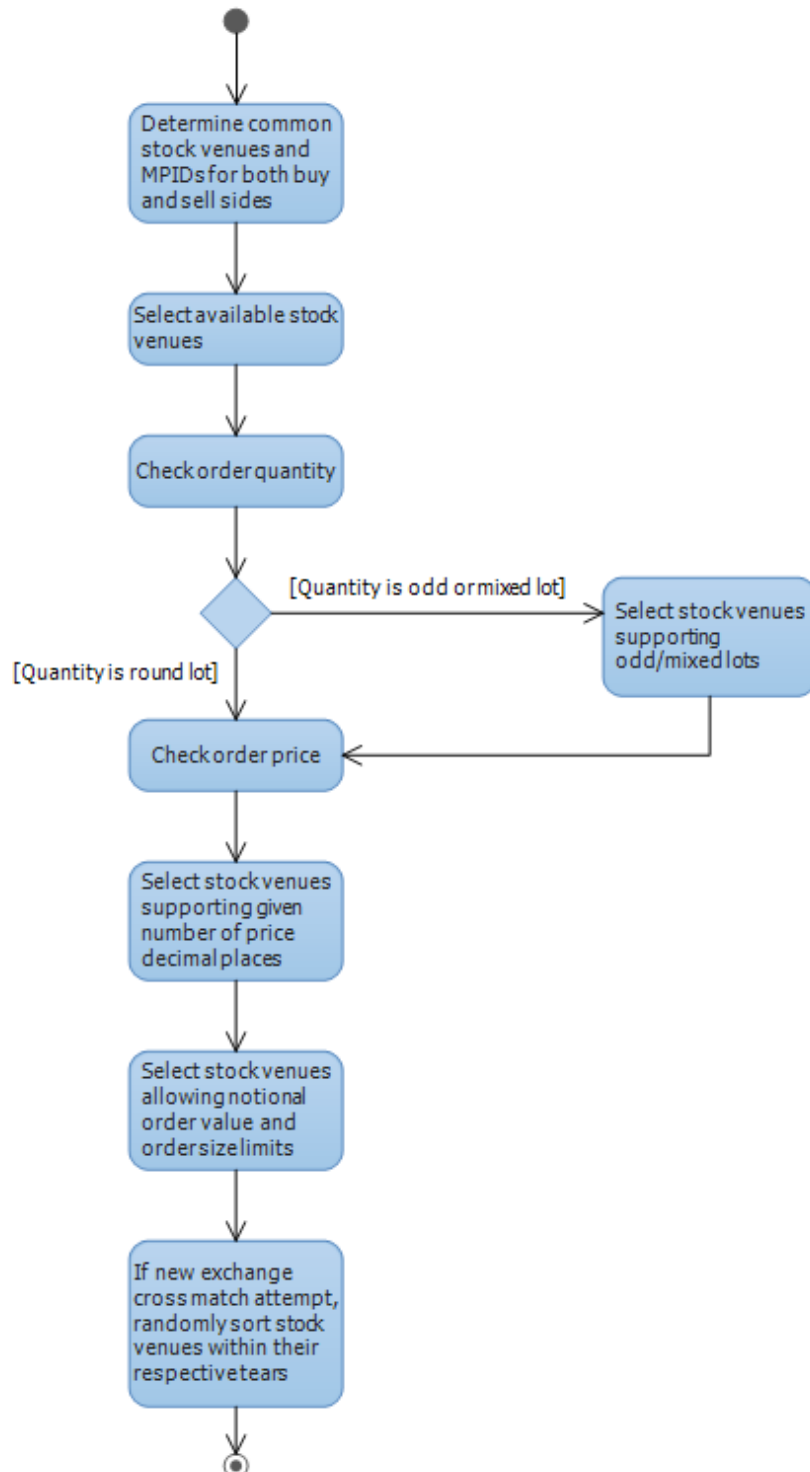 Determine common
stock venues and
MPIDs for both buy
and sell sides
Select available stock
venues
Check order quantity
[Quantity is odd or mixed lot]
Select stock venues
supporting
odd/mixed lots
[Quantity is round lot]
Check order price
Select stock venues
supporting given
number of price
decimal places
Select stock venues
allowing notional
order value and
order size limits
If new exchange
cross match attempt,
randomly sort stock
venues within their
respective tears